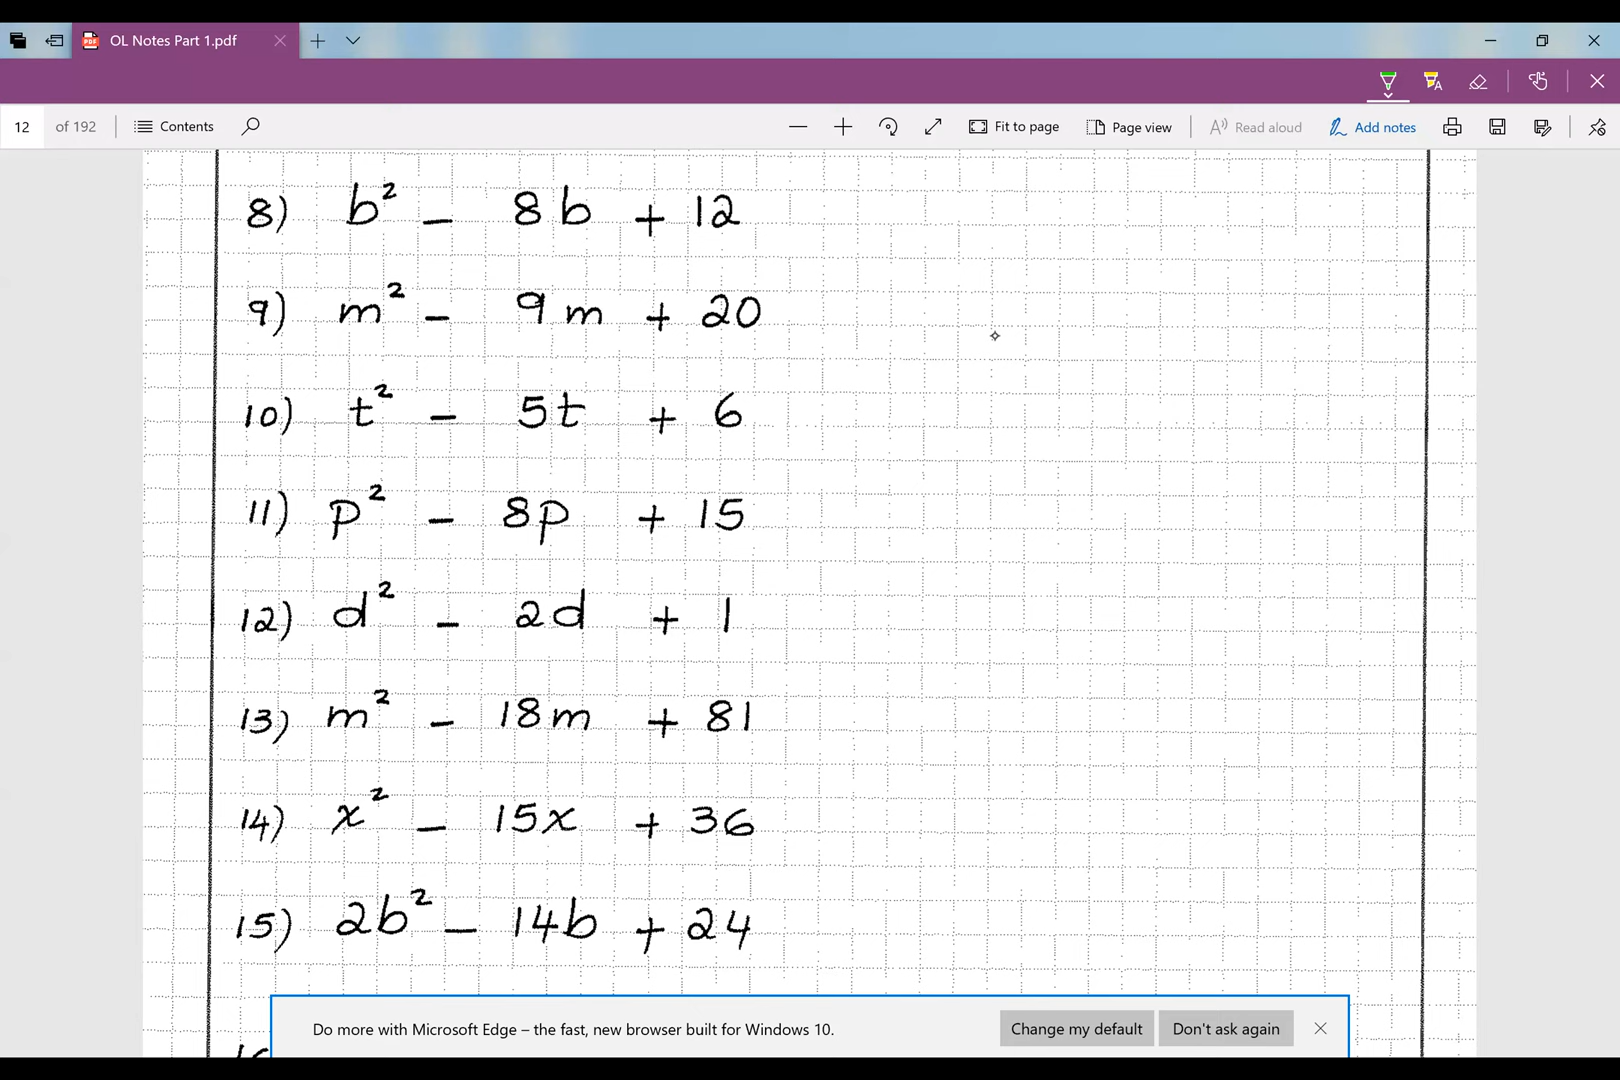 OL Notes Part 1.pdf
12 of 192 Contents Fit to page Page view Read aloud Add notes
8) b² - 8b + 12
9) m² - 9m + 20
10) t² - 5t + 6
11) p² - 8p + 15
12) d² - 2d + 1
13) m² - 18m + 81
14) x² - 15x + 36
15) 2b² - 14b + 24
Do more with Microsoft Edge – the fast, new browser built for Windows 10. Change my default Don't ask again